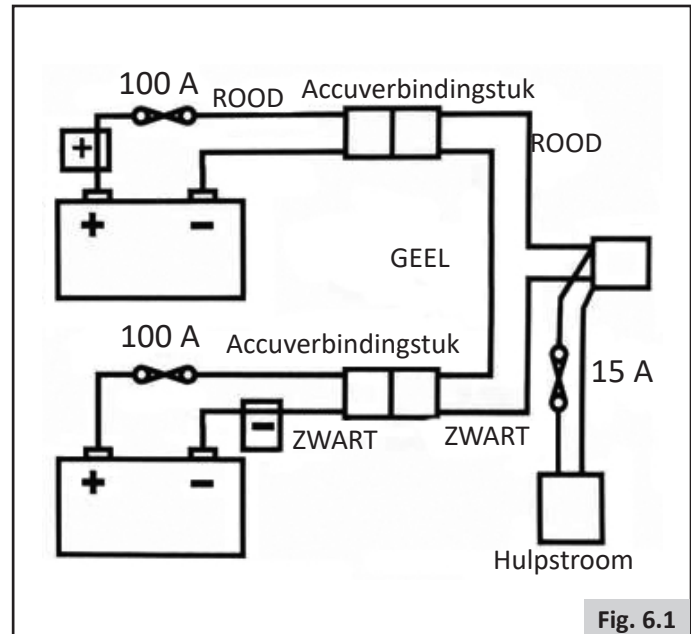 100 A
ROOD
Accuverbindingstuk
+
ROOD
+ -
GEEL
100 A
Accuverbindingstuk
15 A
-
ZWART
ZWART
+ -
Hulpstroom
Fig. 6.1